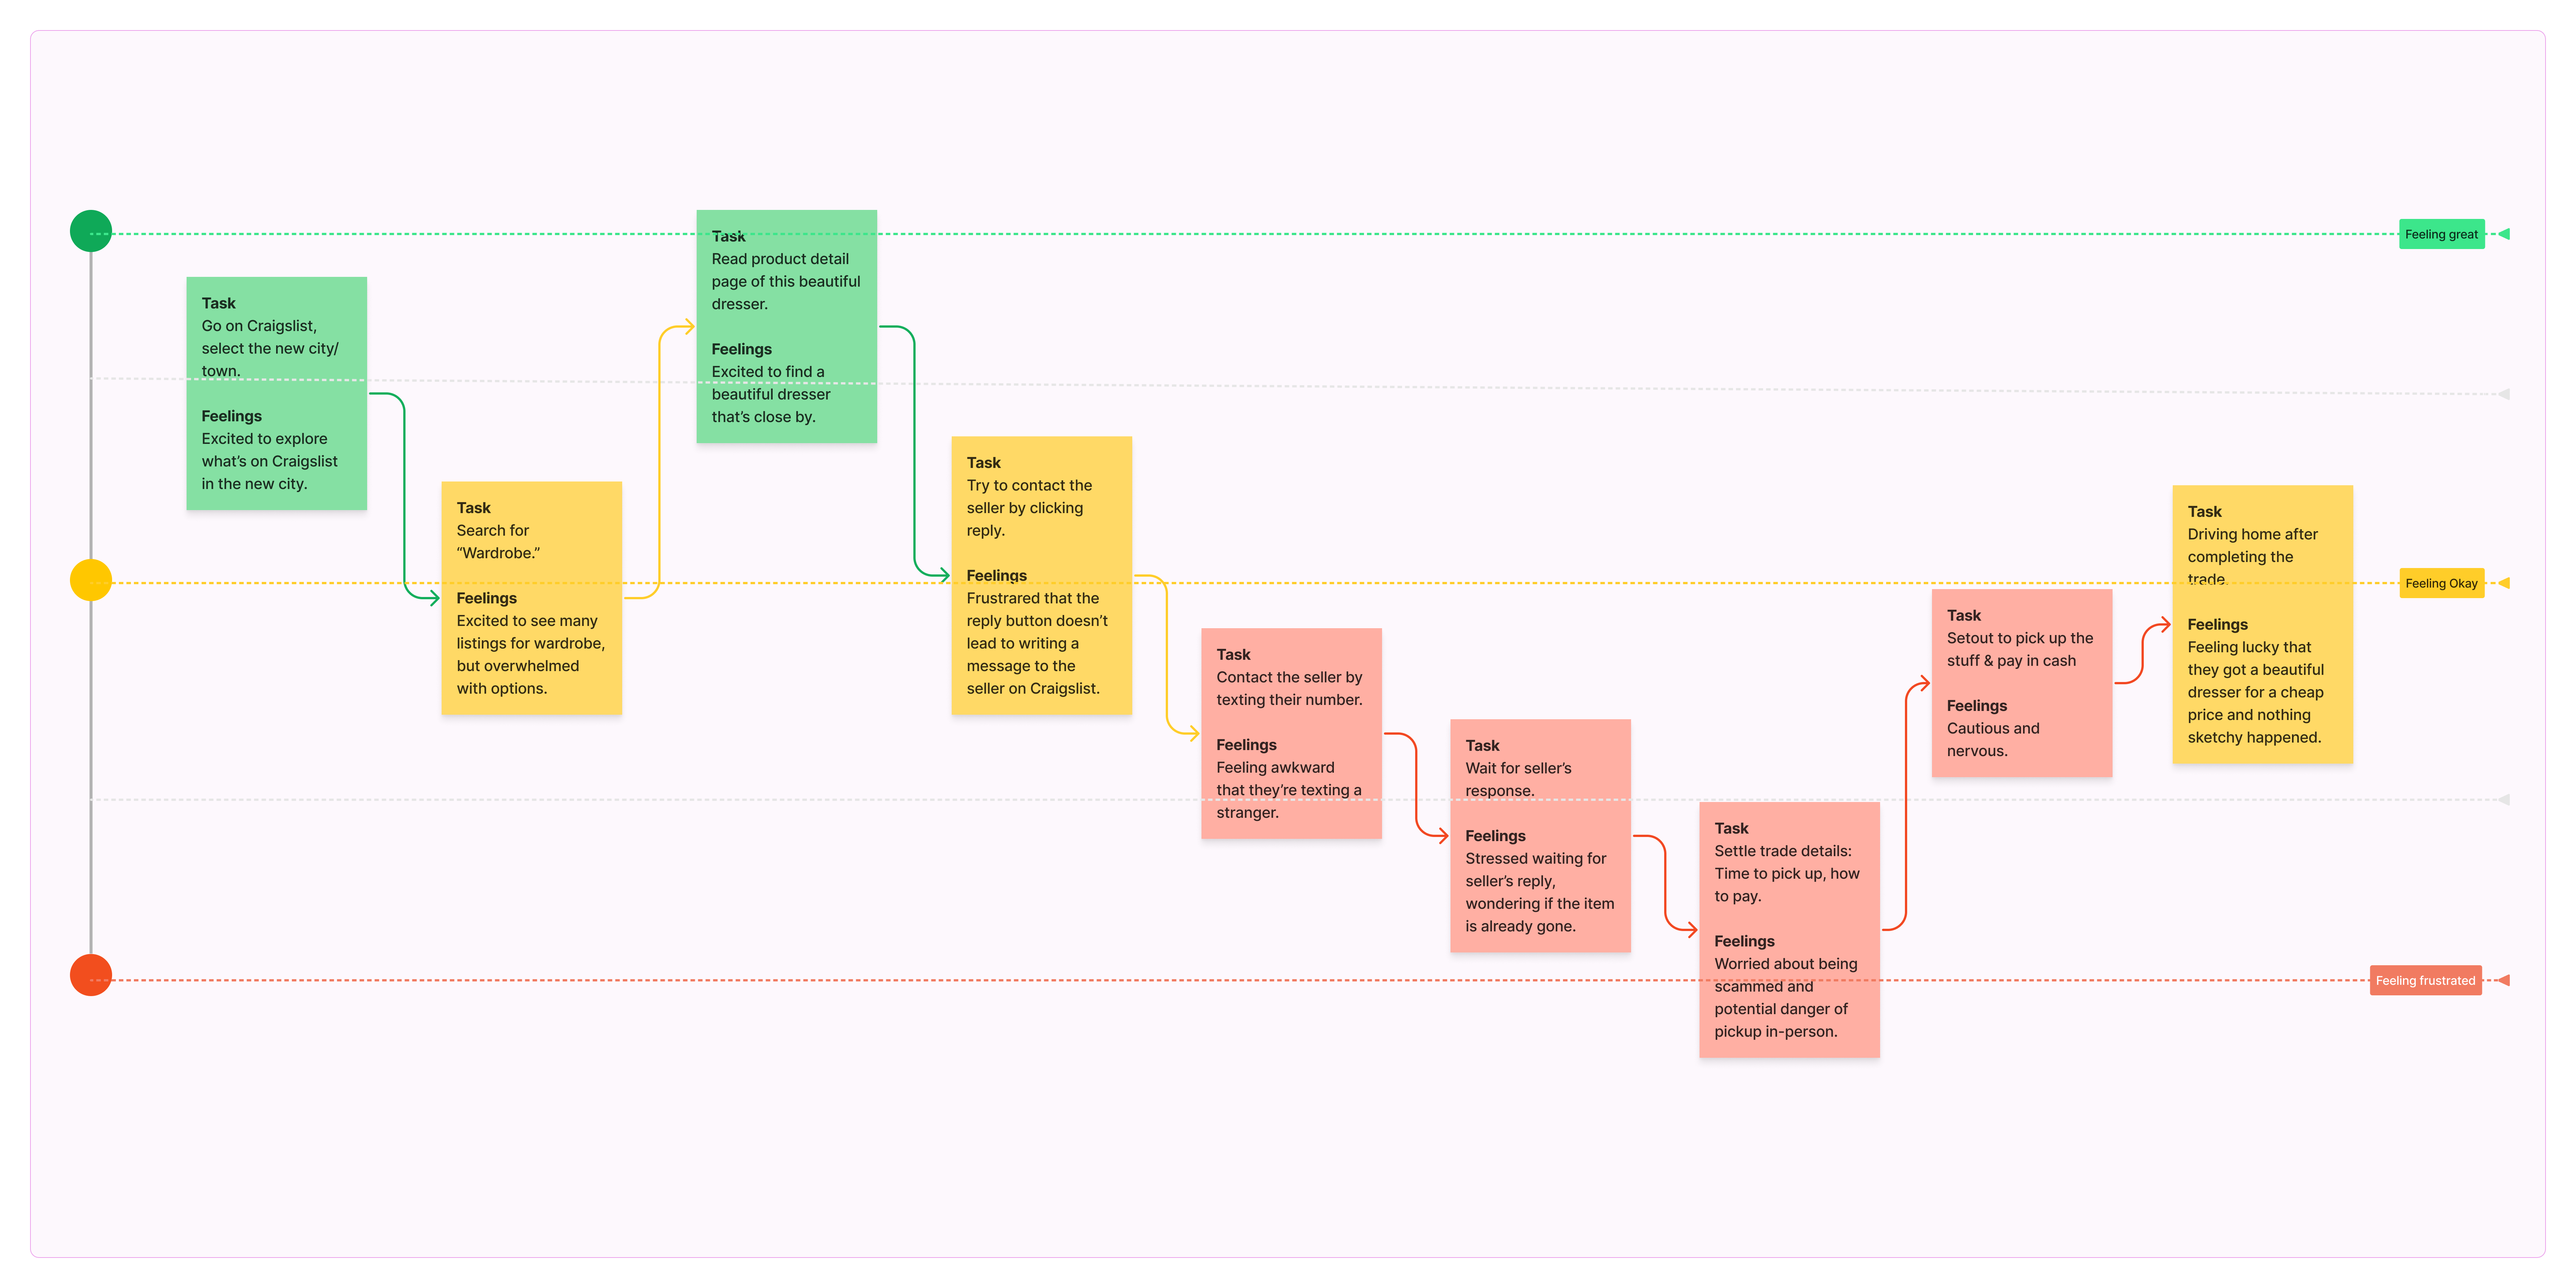 Task
Go on Craigslist,
select the new city/
town.
Feelings
Excited to explore
what's on Craigslist
in the new city.
Task
Search for
“Wardrobe.”
Feelings
Excited to see many
listings for wardrobe,
but overwhelmed
with options.
Task
Read product detail
page of this beautiful
dresser.
Feelings
Excited to find a
beautiful dresser
that's close by.
Task
Try to contact the
seller by clicking
reply.
Feelings
Frustrared that the
reply button doesn't
lead to writing a
message to the
seller on Craigslist.
Task
Contact the seller by
texting their number.
Feelings
Feeling awkward
that they're texting a
stranger.
Task
Wait for seller's
response.
Feelings
Stressed waiting for
seller's reply,
wondering if the item
is already gone.
Task
Settle trade details:
Time to pick up, how
to pay.
Feelings
Worried about being
scammed and
potential danger of
pickup in-person.
Task
Setout to pick up the
stuff & pay in cash
Feelings
Cautious and
nervous.
Task
Driving home after
completing the
trade.
Feelings
Feeling lucky that
they got a beautiful
dresser for a cheap
price and nothing
sketchy happened.
Feeling great
Feeling Okay
Feeling frustrated